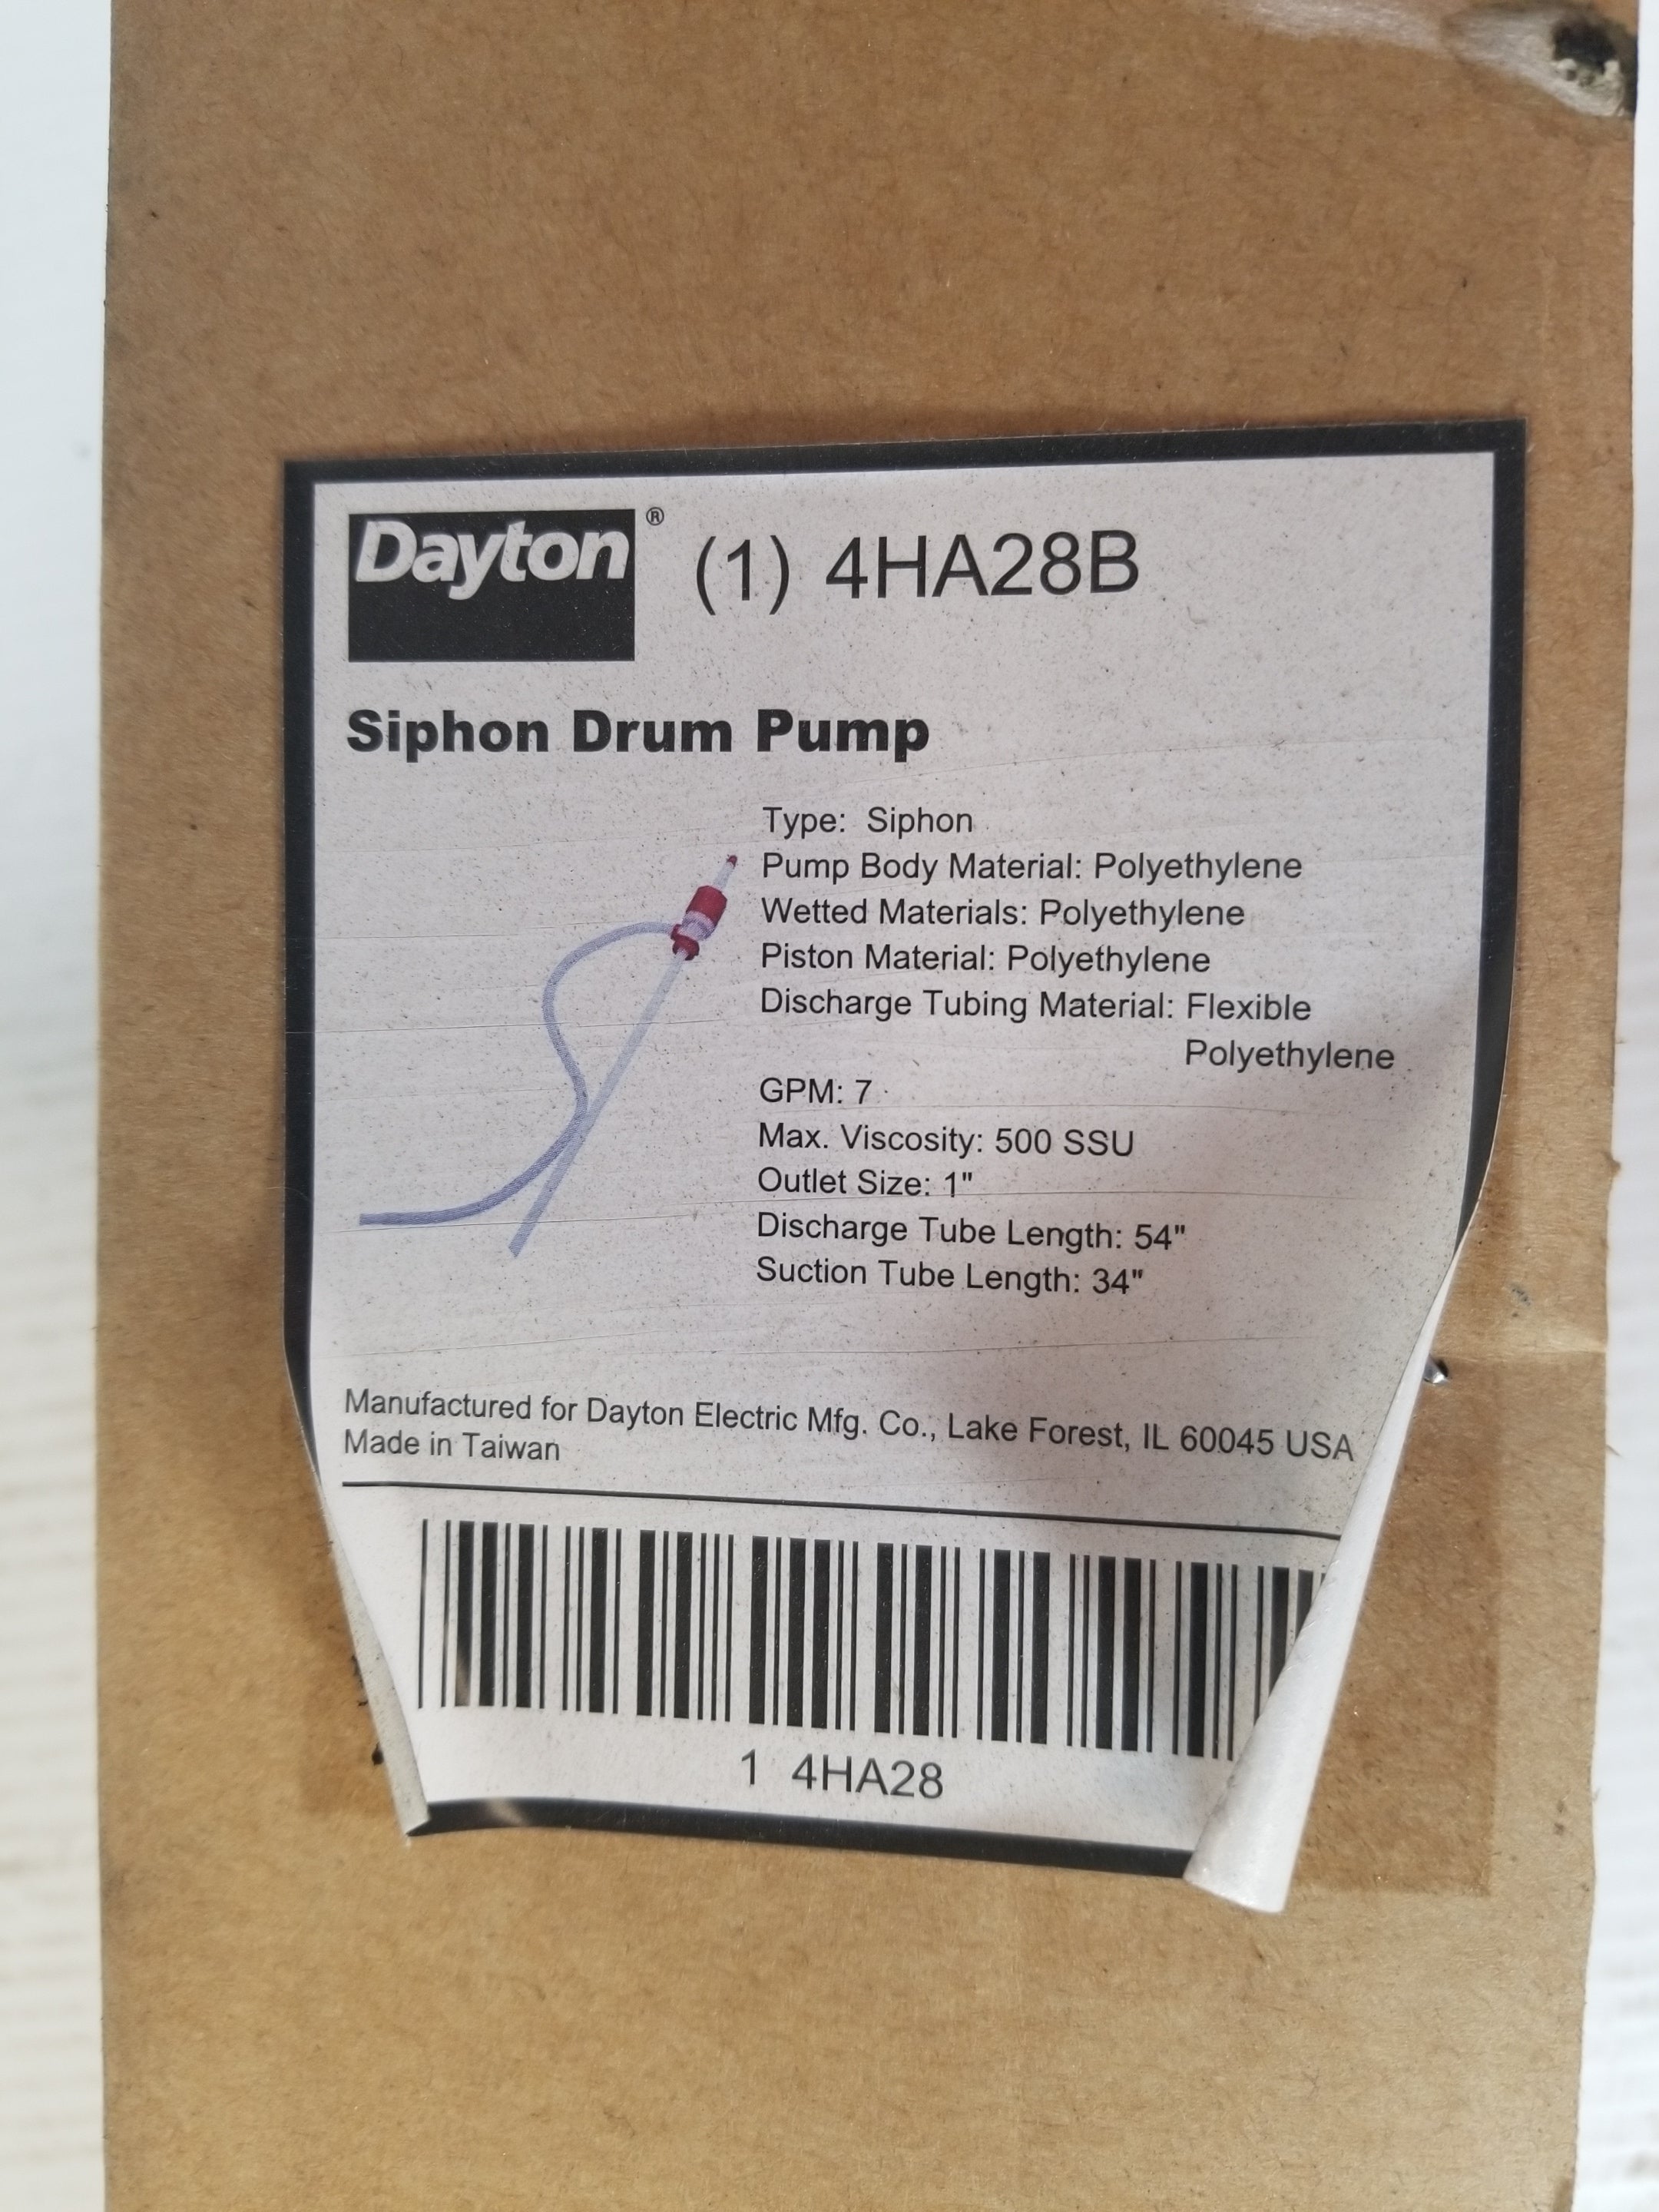 Dayton® (1) 4HA28B
Siphon Drum Pump
Type: Siphon
Pump Body Material: Polyethylene
Wetted Materials: Polyethylene
Piston Material: Polyethylene
Discharge Tubing Material: Flexible
Polyethylene
GPM: 7
Max. Viscosity: 500 SSU
Outlet Size: 1"
Discharge Tube Length: 54"
Suction Tube Length: 34"
Manufactured for Dayton Electric Mfg. Co., Lake Forest, IL 60045 USA
Made in Taiwan
1 4HA28